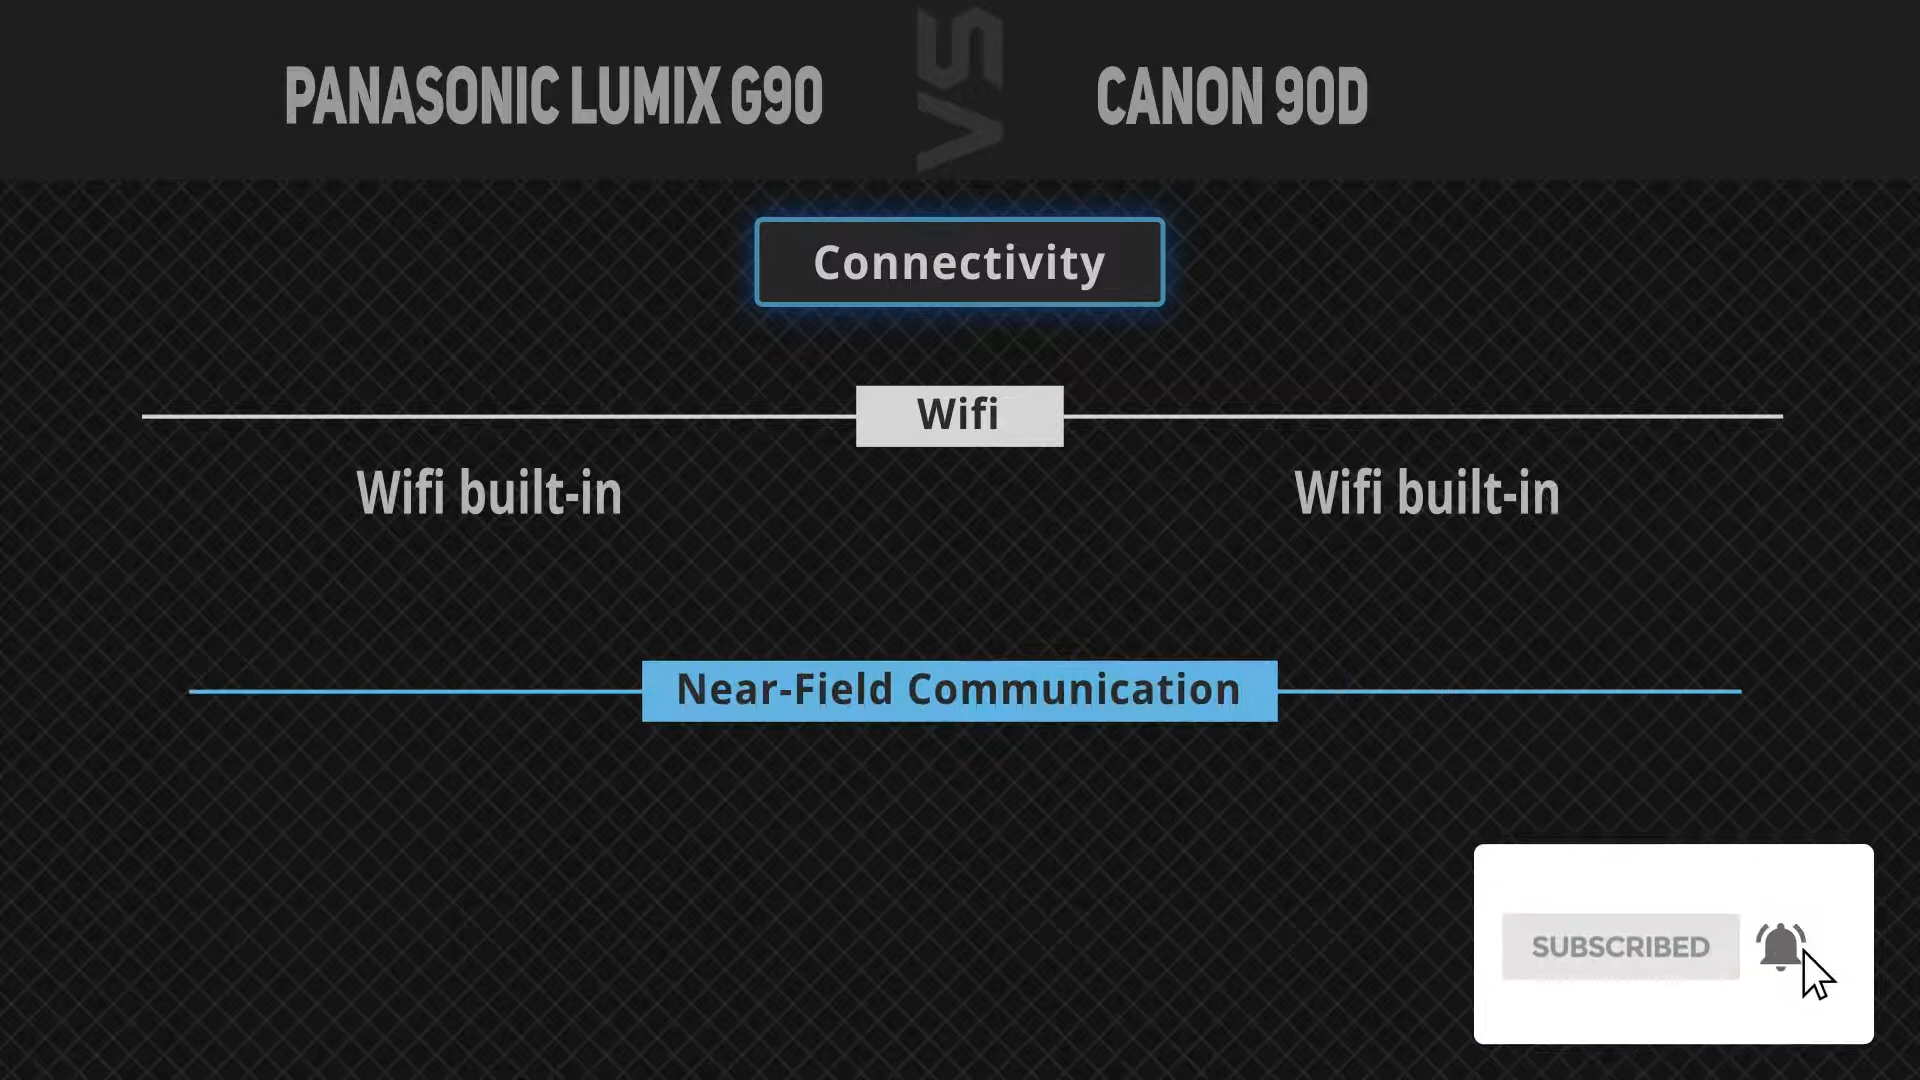 PANASONIC LUMIX G90
VS
CANON 90D
Connectivity
Wifi
Wifi built-in
Wifi built-in
Near-Field Communication
SUBSCRIBED